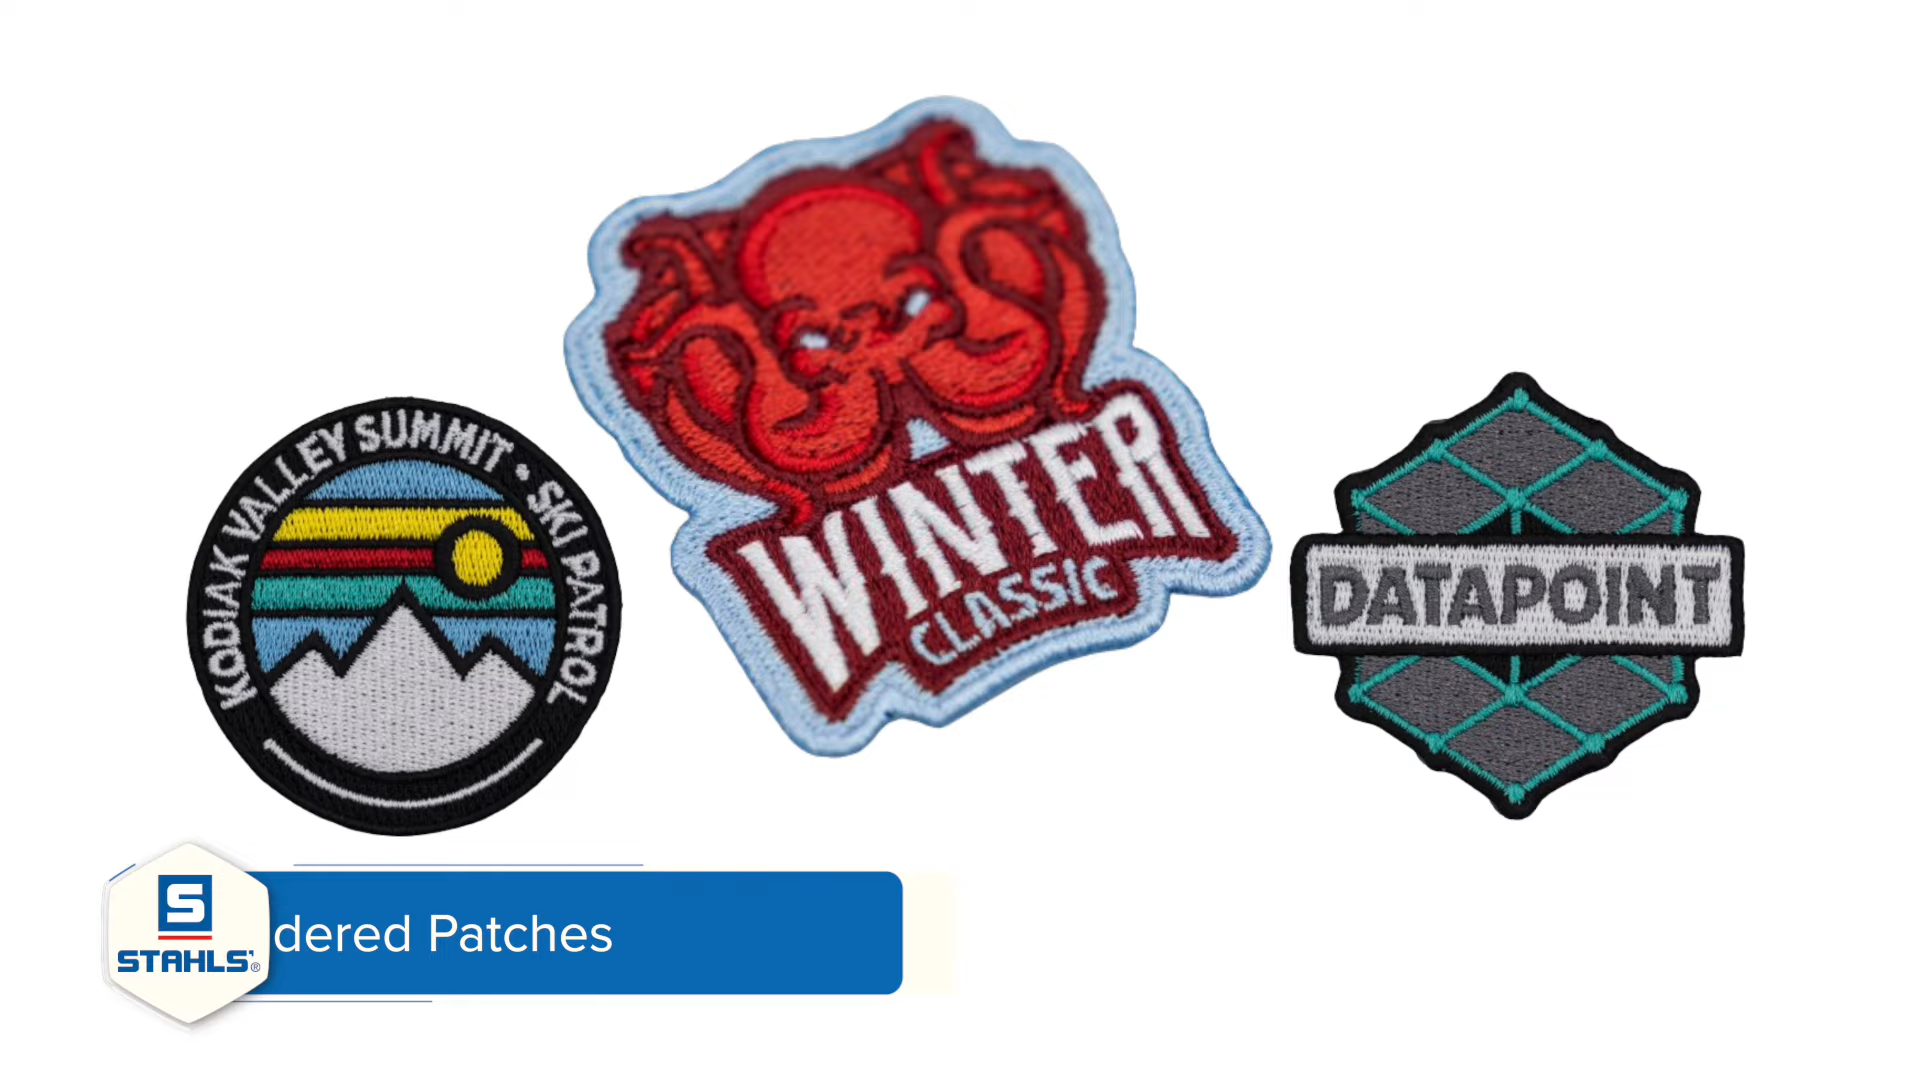 KODIAK VALLEY SUMMIT • SKI PATROL
WINTER
CLASSIC
DATAPOINT
S
STAHLS'®
dered Patches